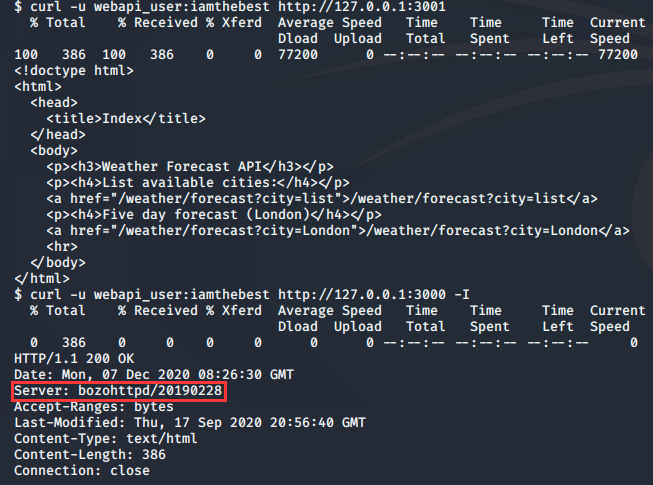 $ curl -u webapi_user:iamthebest http://127.0.0.1:3001
  % Total    % Received % Xferd  Average Speed   Time    Time     Time  Current
                                 Dload  Upload   Total   Spent    Left  Speed
100   386  100   386    0     0  77200      0 --:--:-- --:--:-- --:--:-- 77200
<!doctype html>
<html>
  <head>
    <title>Index</title>
  </head>
  <body>
    <p><h3>Weather Forecast API</h3></p>
    <p><h4>List available cities:</h4></p>
    <a href="/weather/forecast?city=list">/weather/forecast?city=list</a>
    <p><h4>Five day forecast (London)</h4></p>
    <a href="/weather/forecast?city=London">/weather/forecast?city=London</a>
    <hr>
  </body>
</html>
$ curl -u webapi_user:iamthebest http://127.0.0.1:3000 -I
  % Total    % Received % Xferd  Average Speed   Time    Time     Time  Current
                                 Dload  Upload   Total   Spent    Left  Speed
  0   386    0     0    0     0      0      0 --:--:-- --:--:-- --:--:--     0
HTTP/1.1 200 OK
Date: Mon, 07 Dec 2020 08:26:30 GMT
Server: bozohttpd/20190228
Accept-Ranges: bytes
Last-Modified: Thu, 17 Sep 2020 20:56:40 GMT
Content-Type: text/html
Content-Length: 386
Connection: close